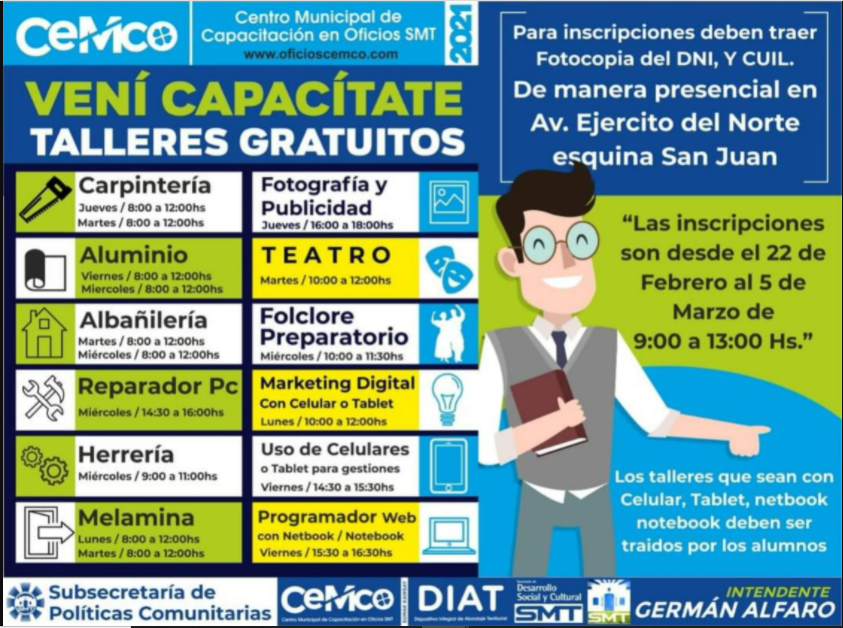 CeMco
Centro Municipal de
Capacitación en Oficios SMT
www.oficioscemco.com
2021
VENÍ CAPACÍTATE
TALLERES GRATUITOS
Carpintería
Jueves / 8:00 a 12:00hs
Martes / 8:00 a 12:00hs
Aluminio
Viernes / 8:00 a 12:00hs
Miercoles / 8:00 a 12:00hs
Albañilería
Martes / 8:00 a 12:00hs
Miércoles / 8:00 a 12:00hs
Reparador Pc
Miércoles / 14:30 a 16:00hs
Herrería
Miércoles / 9:00 a 11:00hs
Melamina
Lunes / 8:00 a 12:00hs
Martes / 8:00 a 12:00hs
Fotografía y
Publicidad
Jueves / 16:00 a 18:00hs
TEATRO
Martes / 10:00 a 12:00hs
Folclore
Preparatorio
Miércoles / 10:00 a 11:30hs
Marketing Digital
Con Celular o Tablet
Lunes / 10:00 a 12:00hs
Uso de Celulares
o Tablet para gestiones
Viernes / 14:30 a 15:30hs
Programador Web
con Netbook / Notebook
Viernes / 15:30 a 16:30hs
Para inscripciones deben traer
Fotocopia del DNI, Y CUIL.
De manera presencial en
Av. Ejercito del Norte
esquina San Juan
“Las inscripciones
son desde el 22 de
Febrero al 5 de
Marzo de
9:00 a 13:00 Hs.”
Los talleres que sean con
Celular, Tablet, netbook
notebook deben ser
traidos por los alumnos
Subsecretaría de
Políticas Comunitarias
CeMco
Centro Municipal de Capacitación en Oficios SMT
DIAT
Dispositivo Integral de Abordaje Territorial
Desarrollo
Social y Cultural
SMT
SMT
INTENDENTE
GERMÁN ALFARO